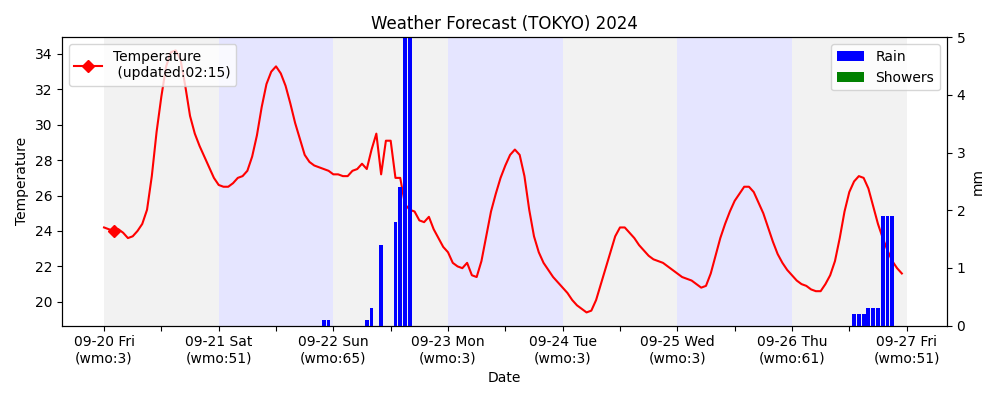 Weather Forecast (TOKYO) 2024
Temperature
(updated:02:15)
Rain
Showers
34
32
30
28
26
24
22
20
Temperature
5
4
3
2
1
0
mm
09-20 Fri
(wmo:3)
09-21 Sat
(wmo:51)
09-22 Sun
(wmo:65)
09-23 Mon
(wmo:3)
09-24 Tue
(wmo:3)
09-25 Wed
(wmo:3)
09-26 Thu
(wmo:61)
09-27 Fri
(wmo:51)
Date